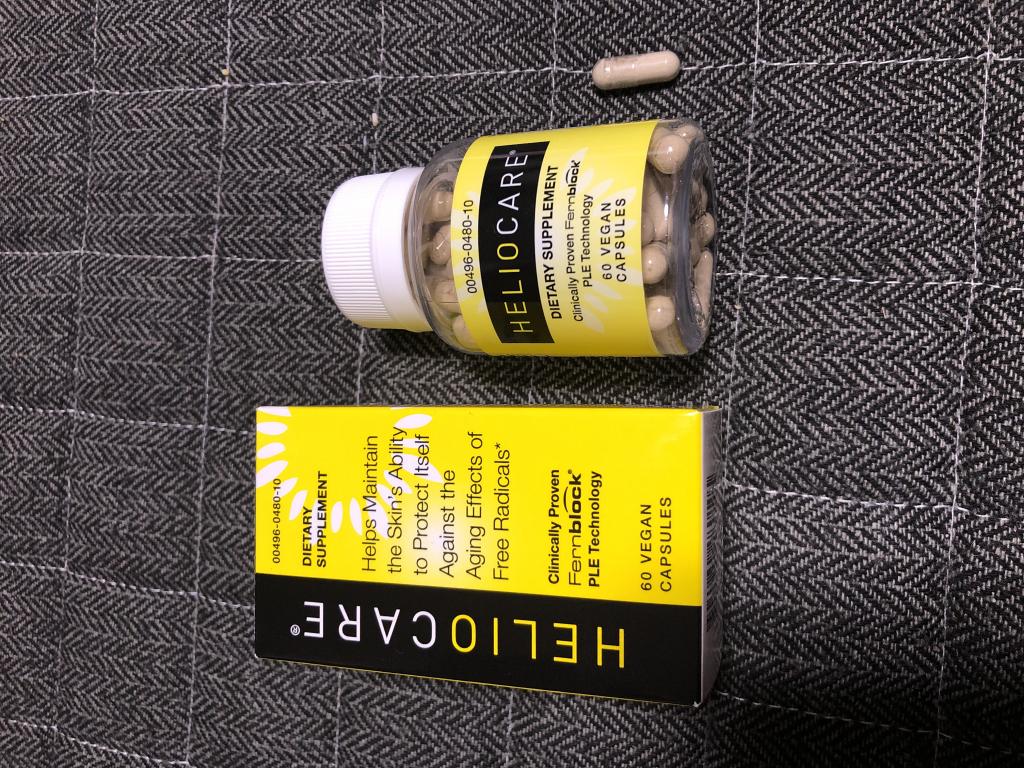 00496-0480-10
HELIOCARE®
DIETARY SUPPLEMENT
Clinically Proven Fernblock®
PLE Technology
60 VEGAN
CAPSULES
00496-0480-10
DIETARY
SUPPLEMENT
Helps Maintain
the Skin's Ability
to Protect Itself
Against the
Aging Effects of
Free Radicals*
Clinically Proven
Fernblock®
PLE Technology
60 VEGAN
CAPSULES
HELIOCARE®